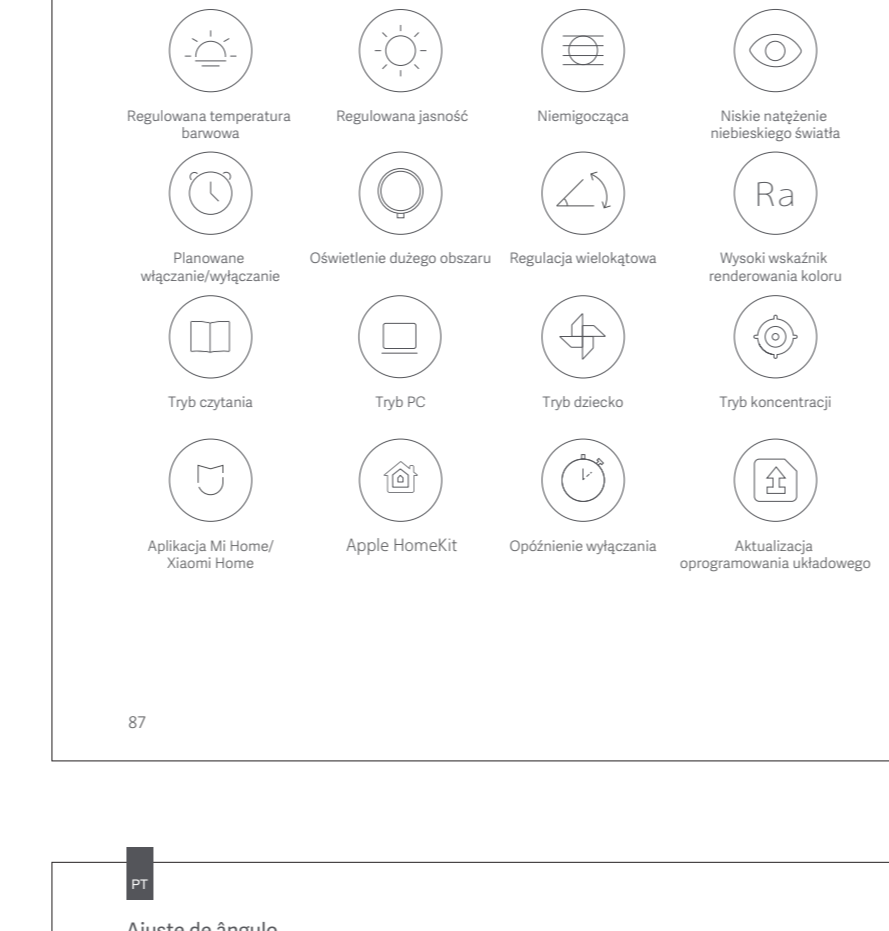 Regulowana temperatura
barwowa
Regulowana jasność
Niemigocząca
Niskie natężenie
niebieskiego światła
Planowane
włączanie/wyłączanie
Oświetlenie dużego obszaru
Regulacja wielokątowa
Ra
Wysoki wskaźnik
renderowania koloru
Tryb czytania
Tryb PC
Tryb dziecko
Tryb koncentracji
Aplikacja Mi Home/
Xiaomi Home
Apple HomeKit
Opóźnienie wyłączania
Aktualizacja
oprogramowania układowego
87
PT
Ajuste de ângulo